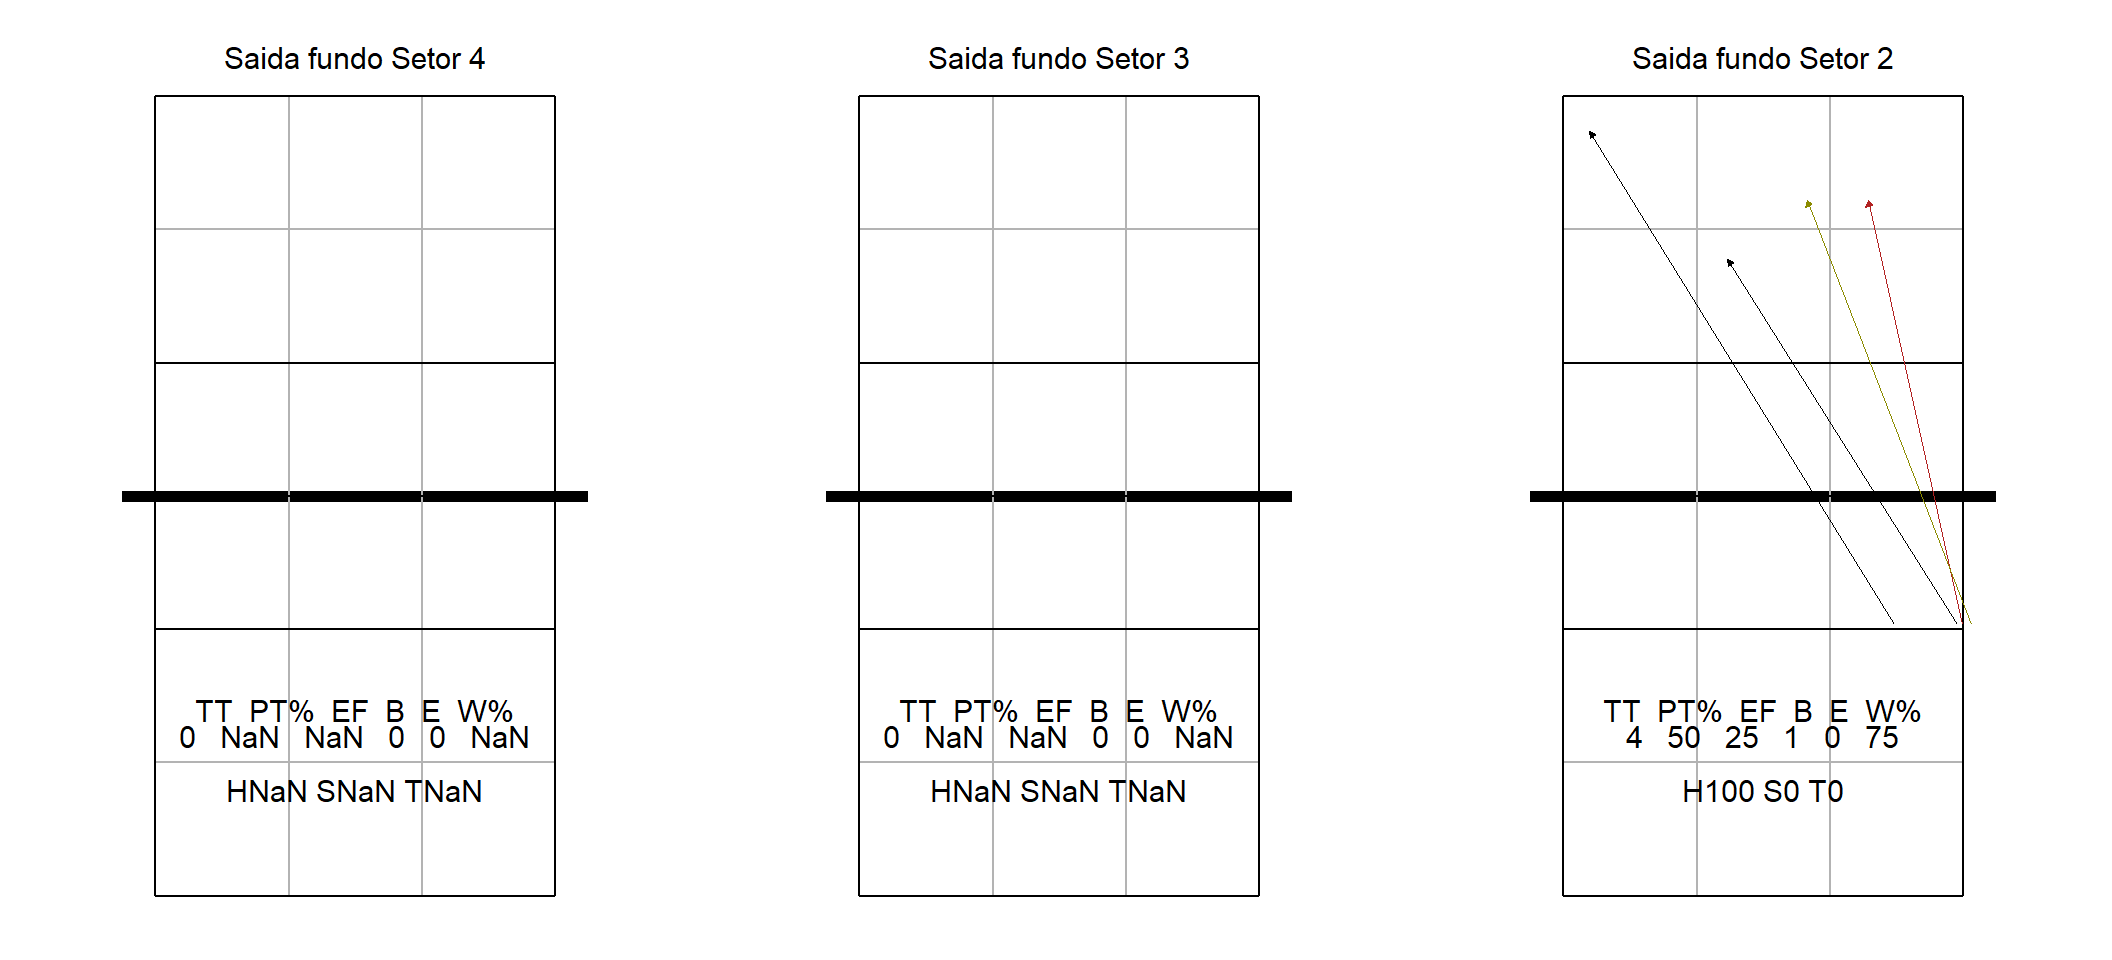 Saida fundo Setor 4
TT PT% EF B E W%
0 NaN NaN 0 0 NaN
HNaN SNaN TNaN
Saida fundo Setor 3
TT PT% EF B E W%
0 NaN NaN 0 0 NaN
HNaN SNaN TNaN
Saida fundo Setor 2
TT PT% EF B E W%
4 50 25 1 0 75
H100 S0 T0